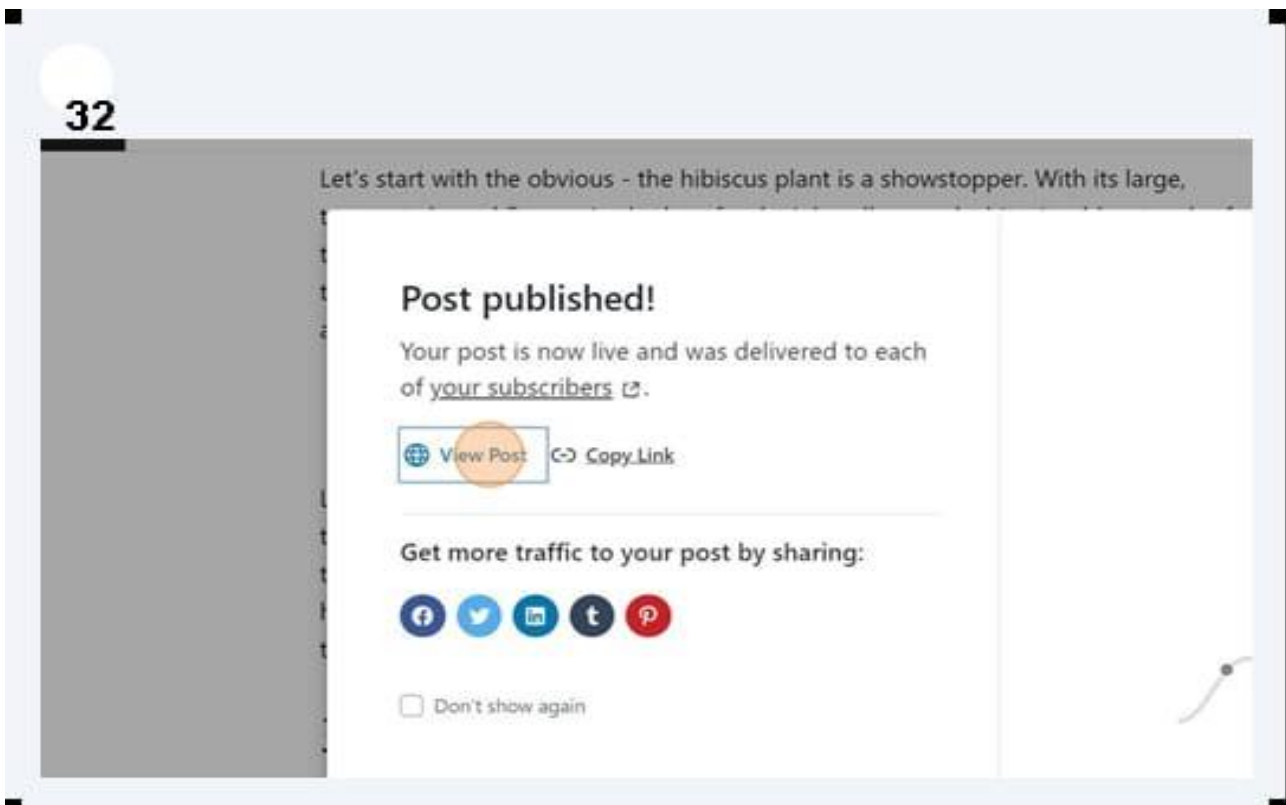 32
Let's start with the obvious - the hibiscus plant is a showstopper. With its large,
Post published!
Your post is now live and was delivered to each
of your subscribers.
View Post Copy Link
Get more traffic to your post by sharing:
Don't show again